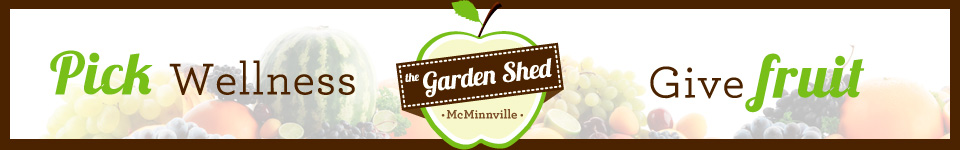 Pick Wellness
the Garden Shed
• McMinnville •
Give fruit